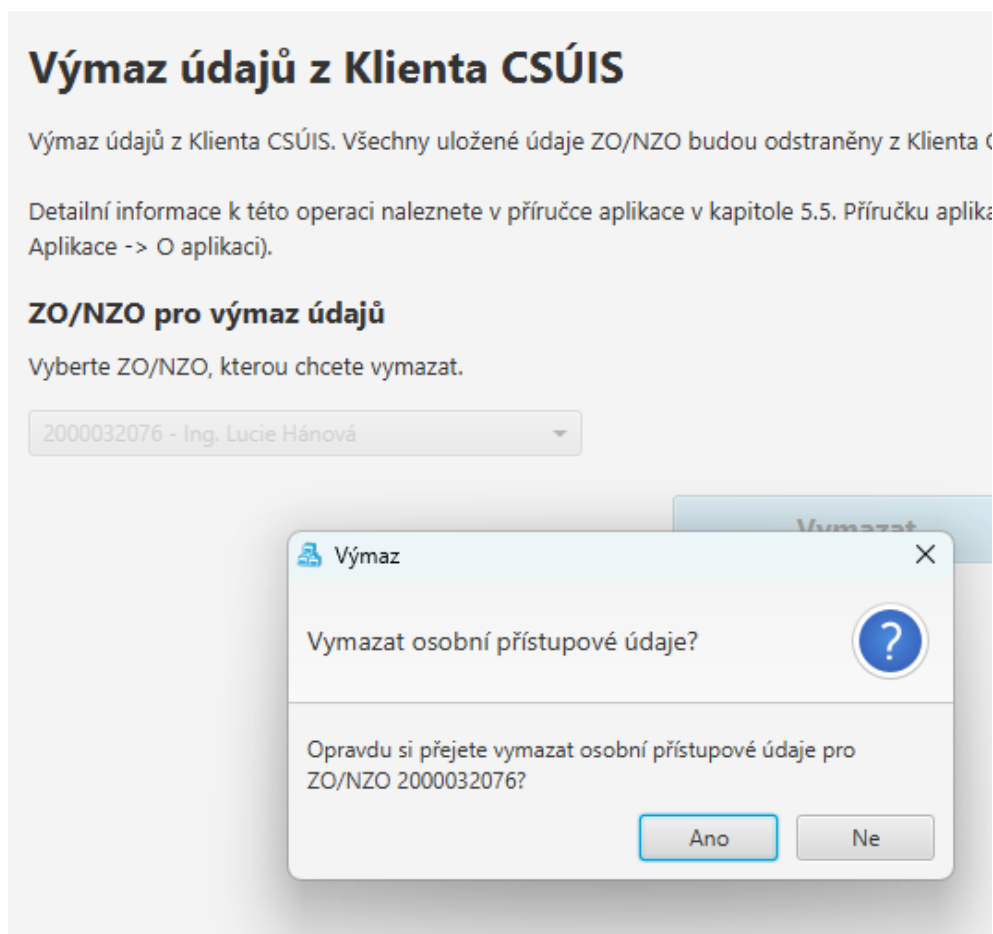 Výmaz údajů z Klienta CSÚIS
Výmaz údajů z Klienta CSÚIS. Všechny uložené údaje ZO/NZO budou odstraněny z Klienta
Detailní informace k této operaci naleznete v příručce aplikace v kapitole 5.5. Příručku
Aplikace -> O aplikaci).
ZO/NZO pro výmaz údajů
Vyberte ZO/NZO, kterou chcete vymazat.
2000032076 - Ing. Lucie Hánová
Vymazat
Výmaz
Vymazat osobní přístupové údaje?
Opravdu si přejete vymazat osobní přístupové údaje pro
ZO/NZO 2000032076?
Ano
Ne